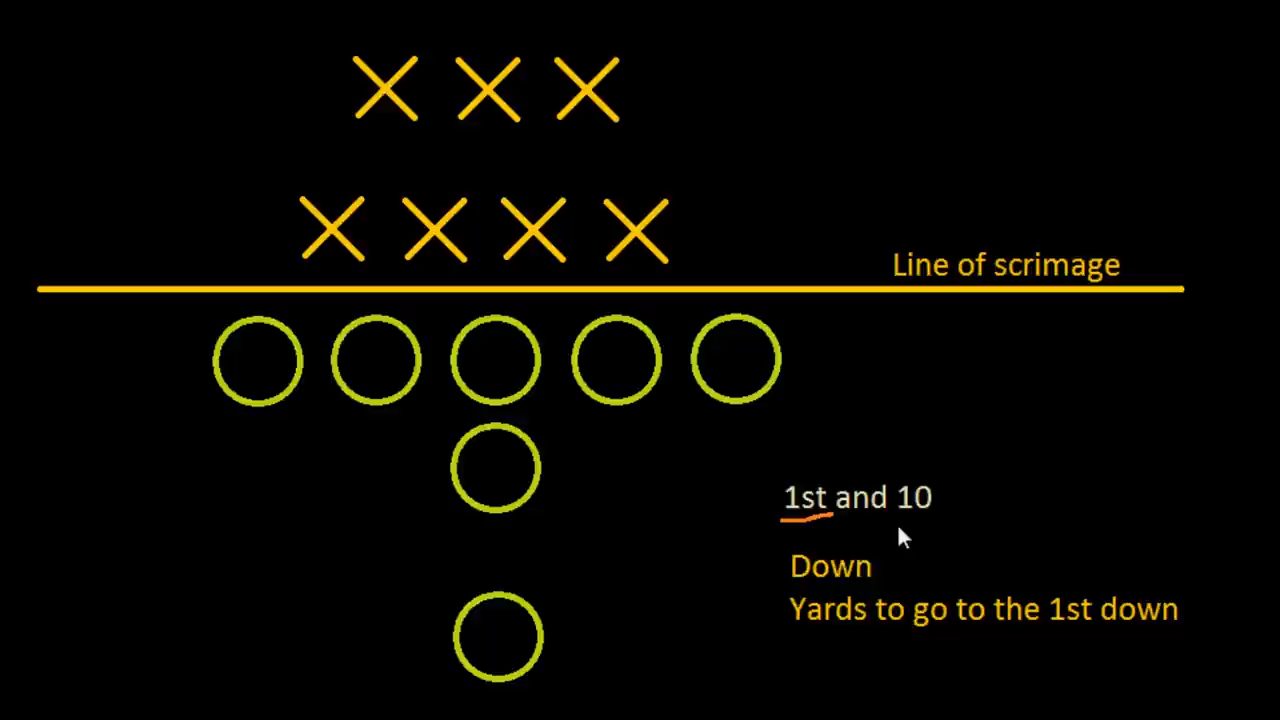 Line of scrimage
1st and 10
Down
Yards to go to the 1st down